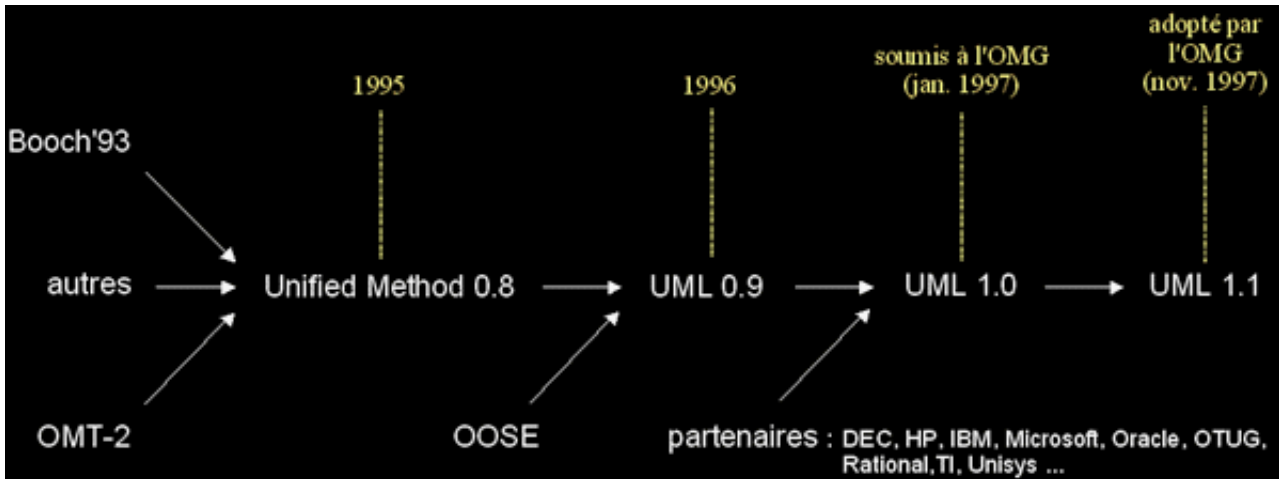 adopté par
l'OMG
(nov. 1997)
soumis à l'OMG
(jan. 1997)
1995
1996
Booch'93
autres
Unified Method 0.8
UML 0.9
UML 1.0
UML 1.1
OMT-2
OOSE
partenaires : DEC, HP, IBM, Microsoft, Oracle, OTUG,
Rational,TI, Unisys ...